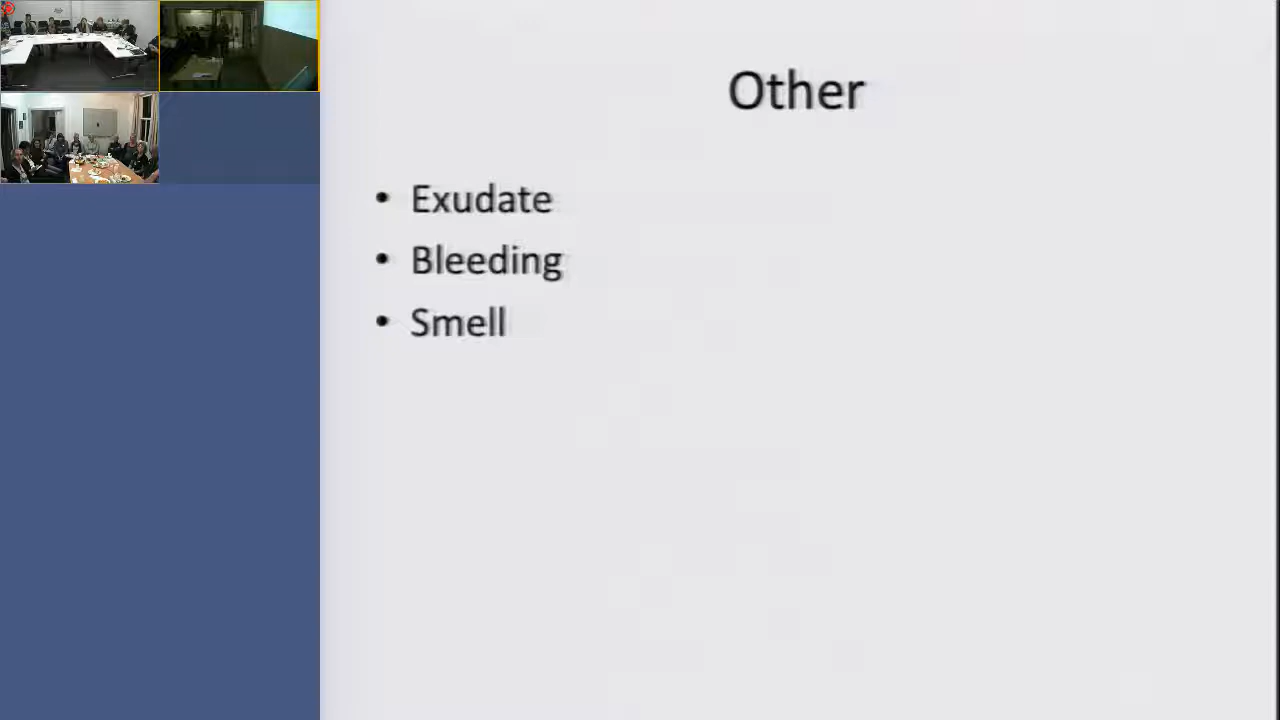 Other
• Exudate
• Bleeding
• Smell